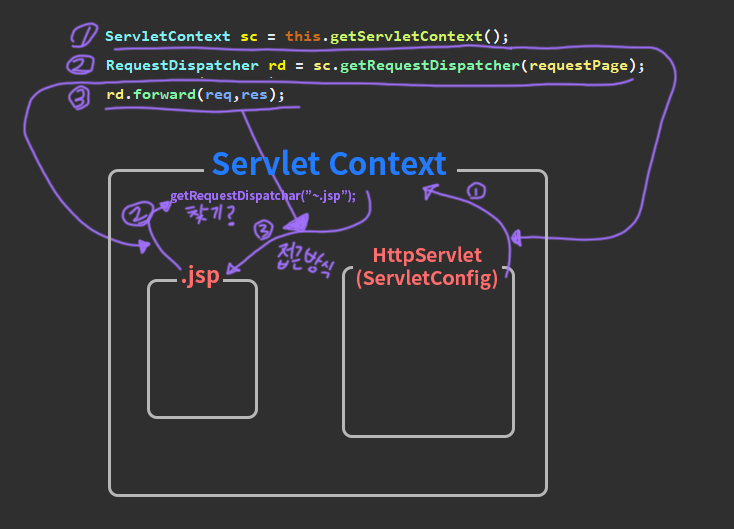 ① ServletContext sc = this.getServletContext();
② RequestDispatcher rd = sc.getRequestDispatcher(requestPage);
③ rd.forward(req,res);
Servlet Context
getRequestDispatchar("~.jsp");
①
② 찾기?
③
접근방식
.jsp
HttpServlet
(ServletConfig)